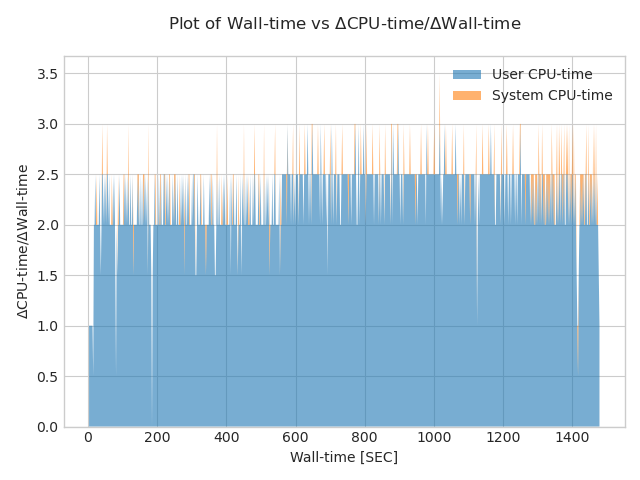 Plot of Wall-time vs ΔCPU-time/ΔWall-time
User CPU-time
System CPU-time
ΔCPU-time/ΔWall-time
3.5
3.0
2.5
2.0
1.5
1.0
0.5
0.0
0 200 400 600 800 1000 1200 1400
Wall-time [SEC]